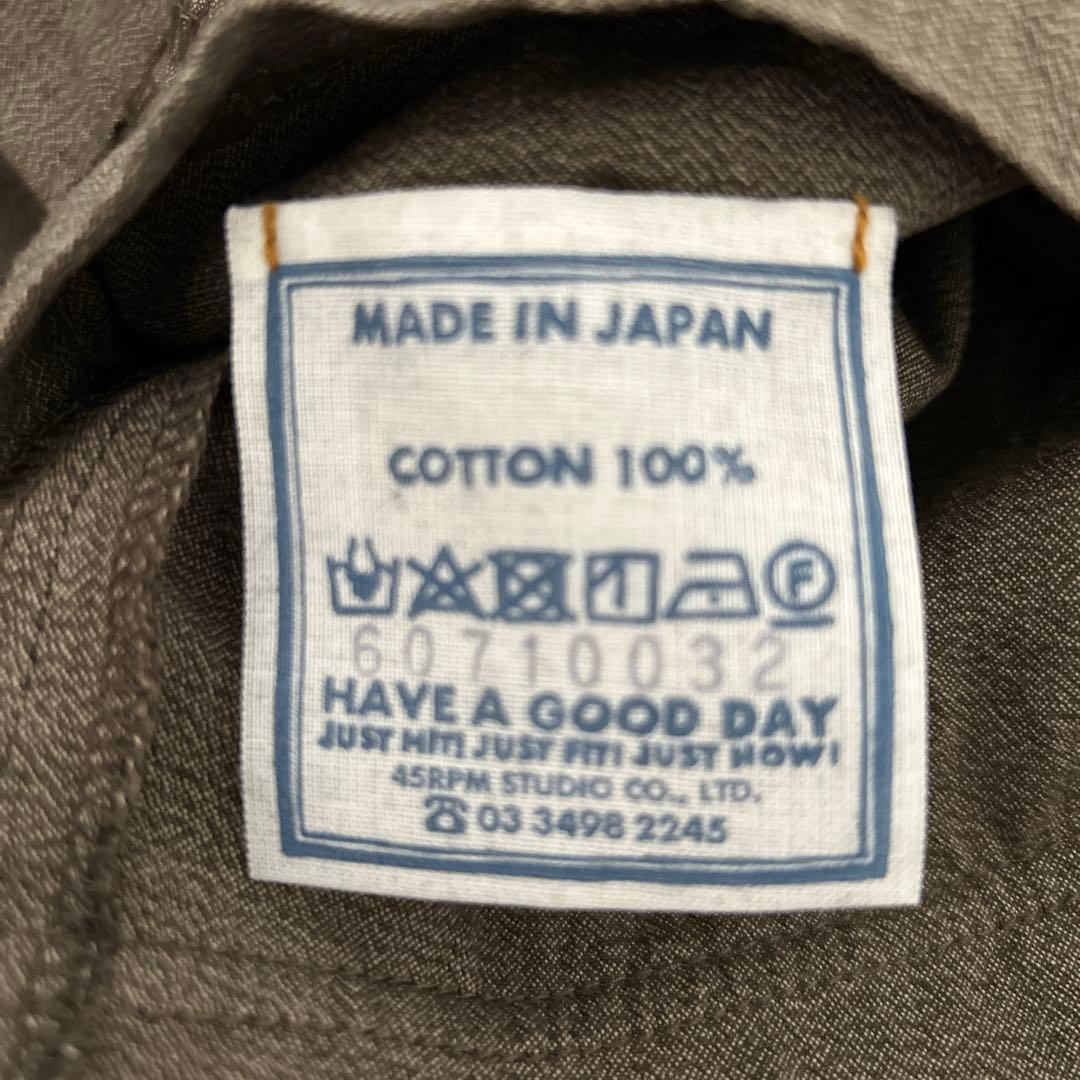 MADE IN JAPAN
COTTON 100%
F
60710032
HAVE A GOOD DAY
JUST HIT! JUST FIT! JUST NOW!
45RPM STUDIO CO., LTD.
☎ 03 3498 2245